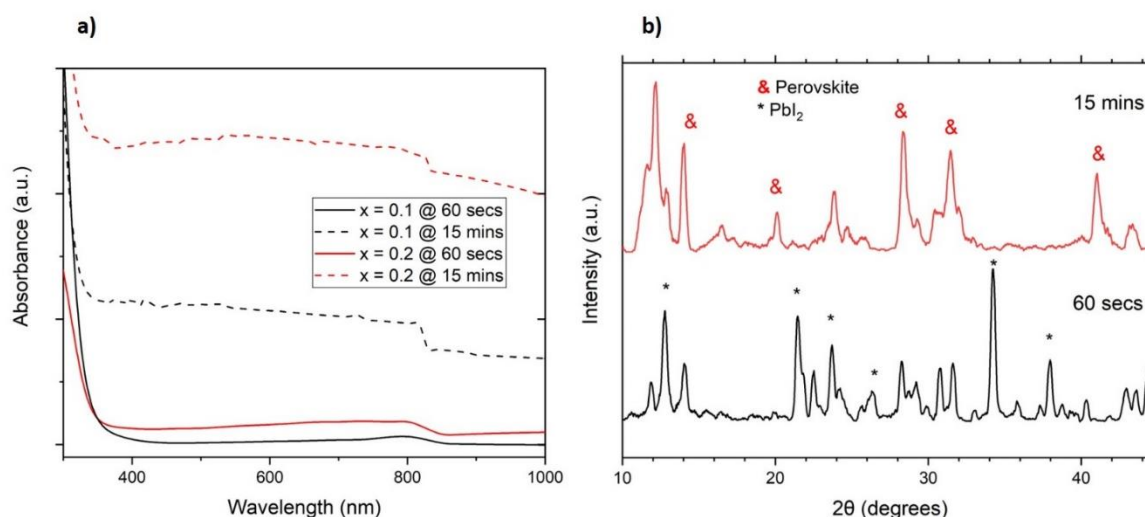 a)
Absorbance (a.u.)
x = 0.1 @ 60 secs
x = 0.1 @ 15 mins
x = 0.2 @ 60 secs
x = 0.2 @ 15 mins
400 600 800 1000
Wavelength (nm)
b)
Intensity (a.u.)
& Perovskite
* PbI₂
15 mins
& & & & &
60 secs
* * * * * *
10 20 30 40
2θ (degrees)